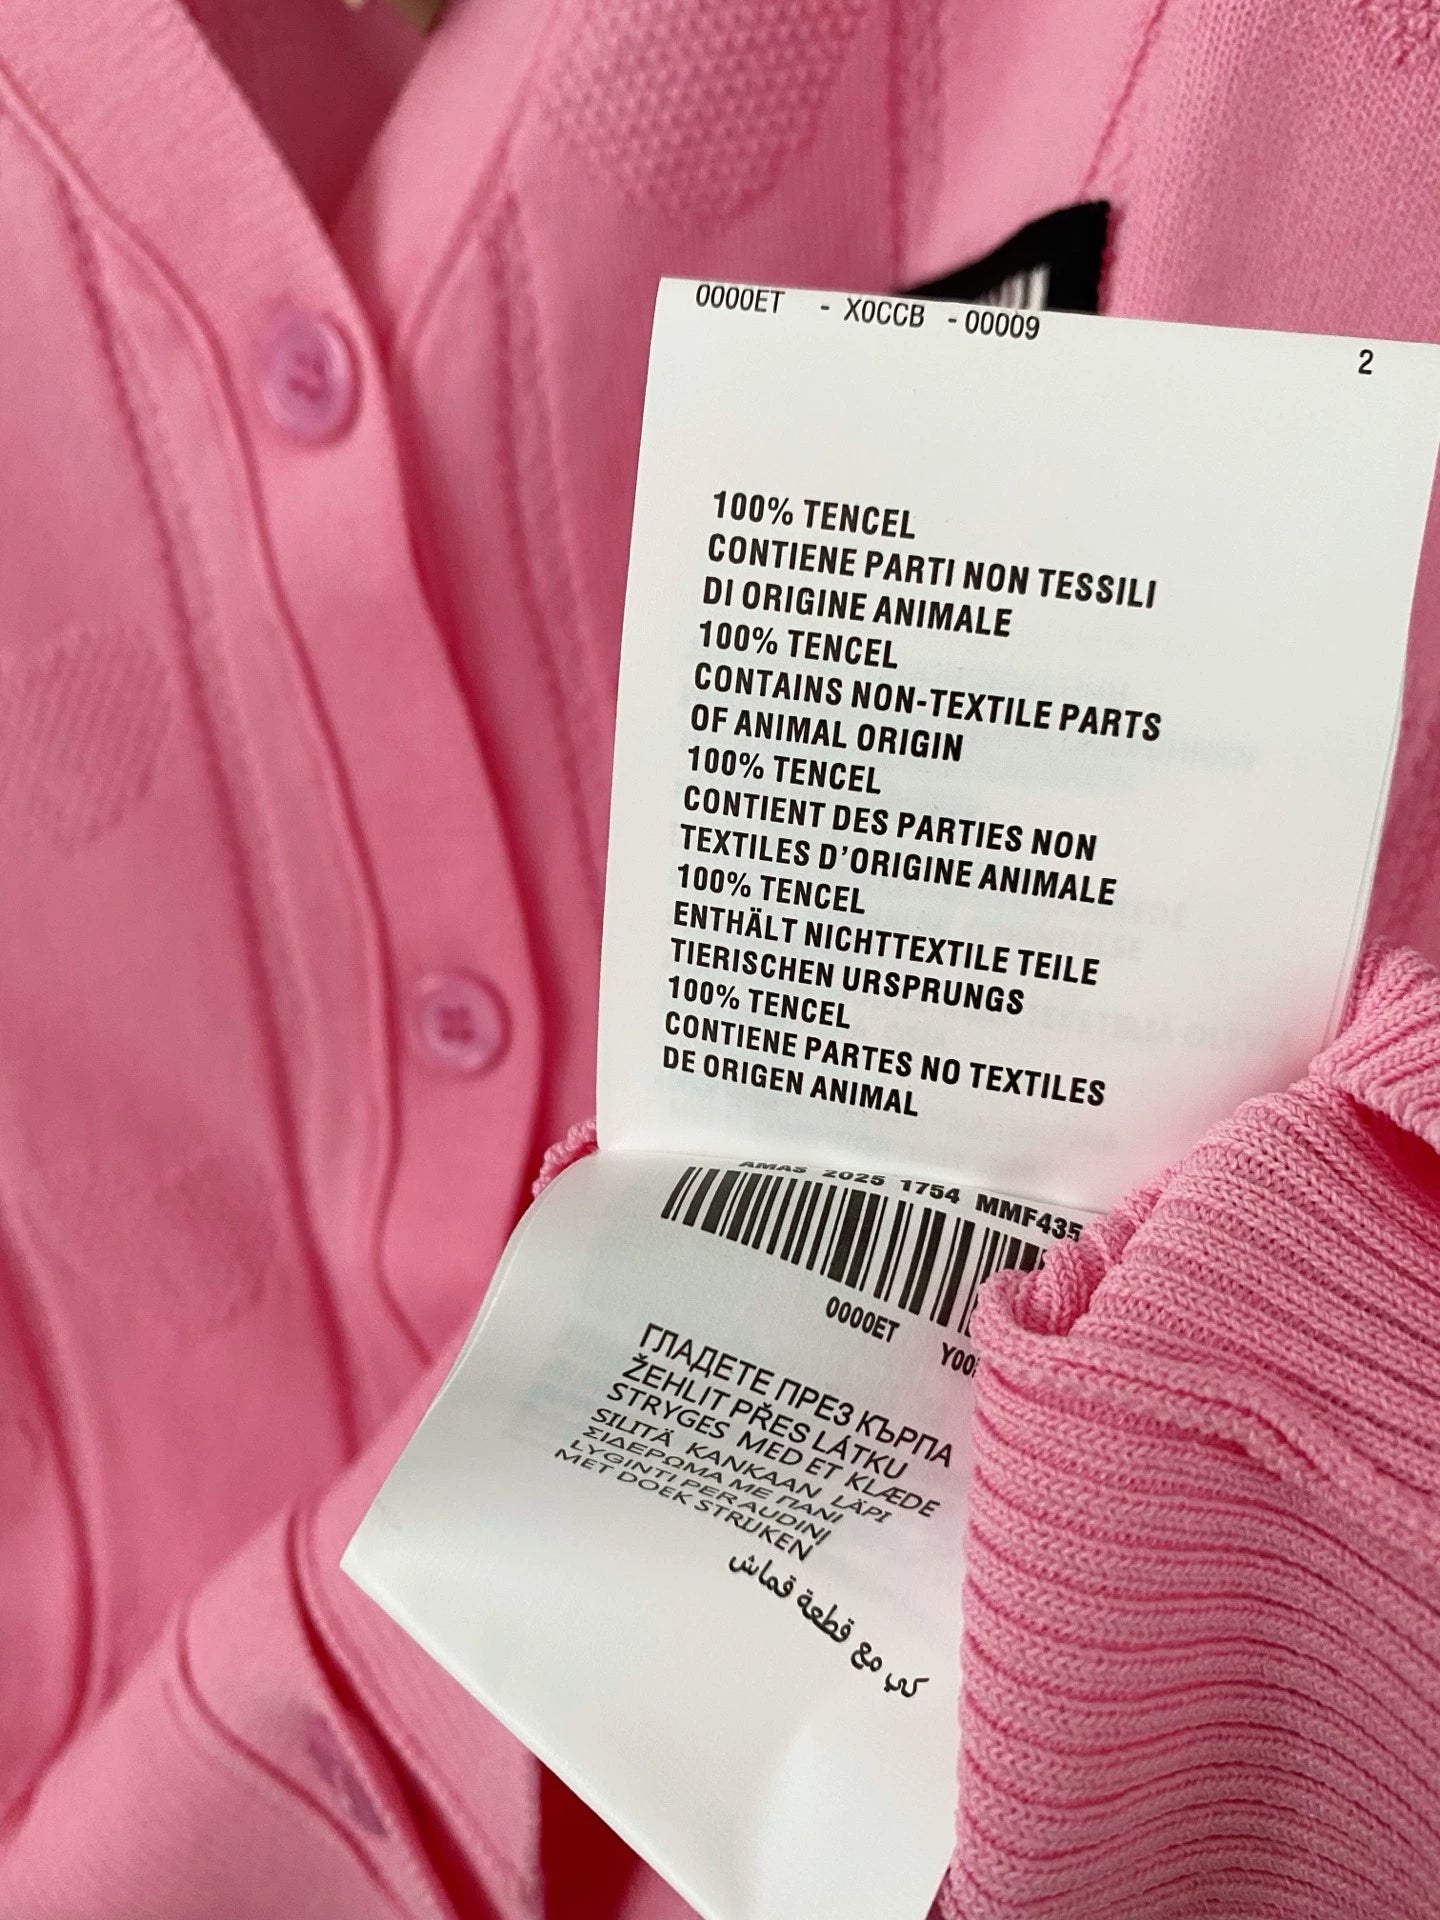 0000ET - X0CCB - 00009
2
100% TENCEL
CONTIENE PARTI NON TESSILI
DI ORIGINE ANIMALE
100% TENCEL
CONTAINS NON-TEXTILE PARTS
OF ANIMAL ORIGIN
100% TENCEL
CONTIENT DES PARTIES NON
TEXTILES D'ORIGINE ANIMALE
100% TENCEL
ENTHÄLT NICHTTEXTILE TEILE
TIERISCHEN URSPRUNGS
100% TENCEL
CONTIENE PARTES NO TEXTILES
DE ORIGEN ANIMAL
AMAS 2025 1754 MMF435
0000ET Y00
ГЛАДЕТЕ ПРЕЗ КЪРПА
ŽEHLIT PŘES LÁTKU
STRYGES MED ET KLÆDE
SILITÄ KANKAAN LÄPI
ΣΙΔΕΡΩΜΑ ΜΕ ΠΑΝΙ
LYGINTI PER AUDINĮ
MET DOEK STRIJKEN
كي مع قطعة قماش